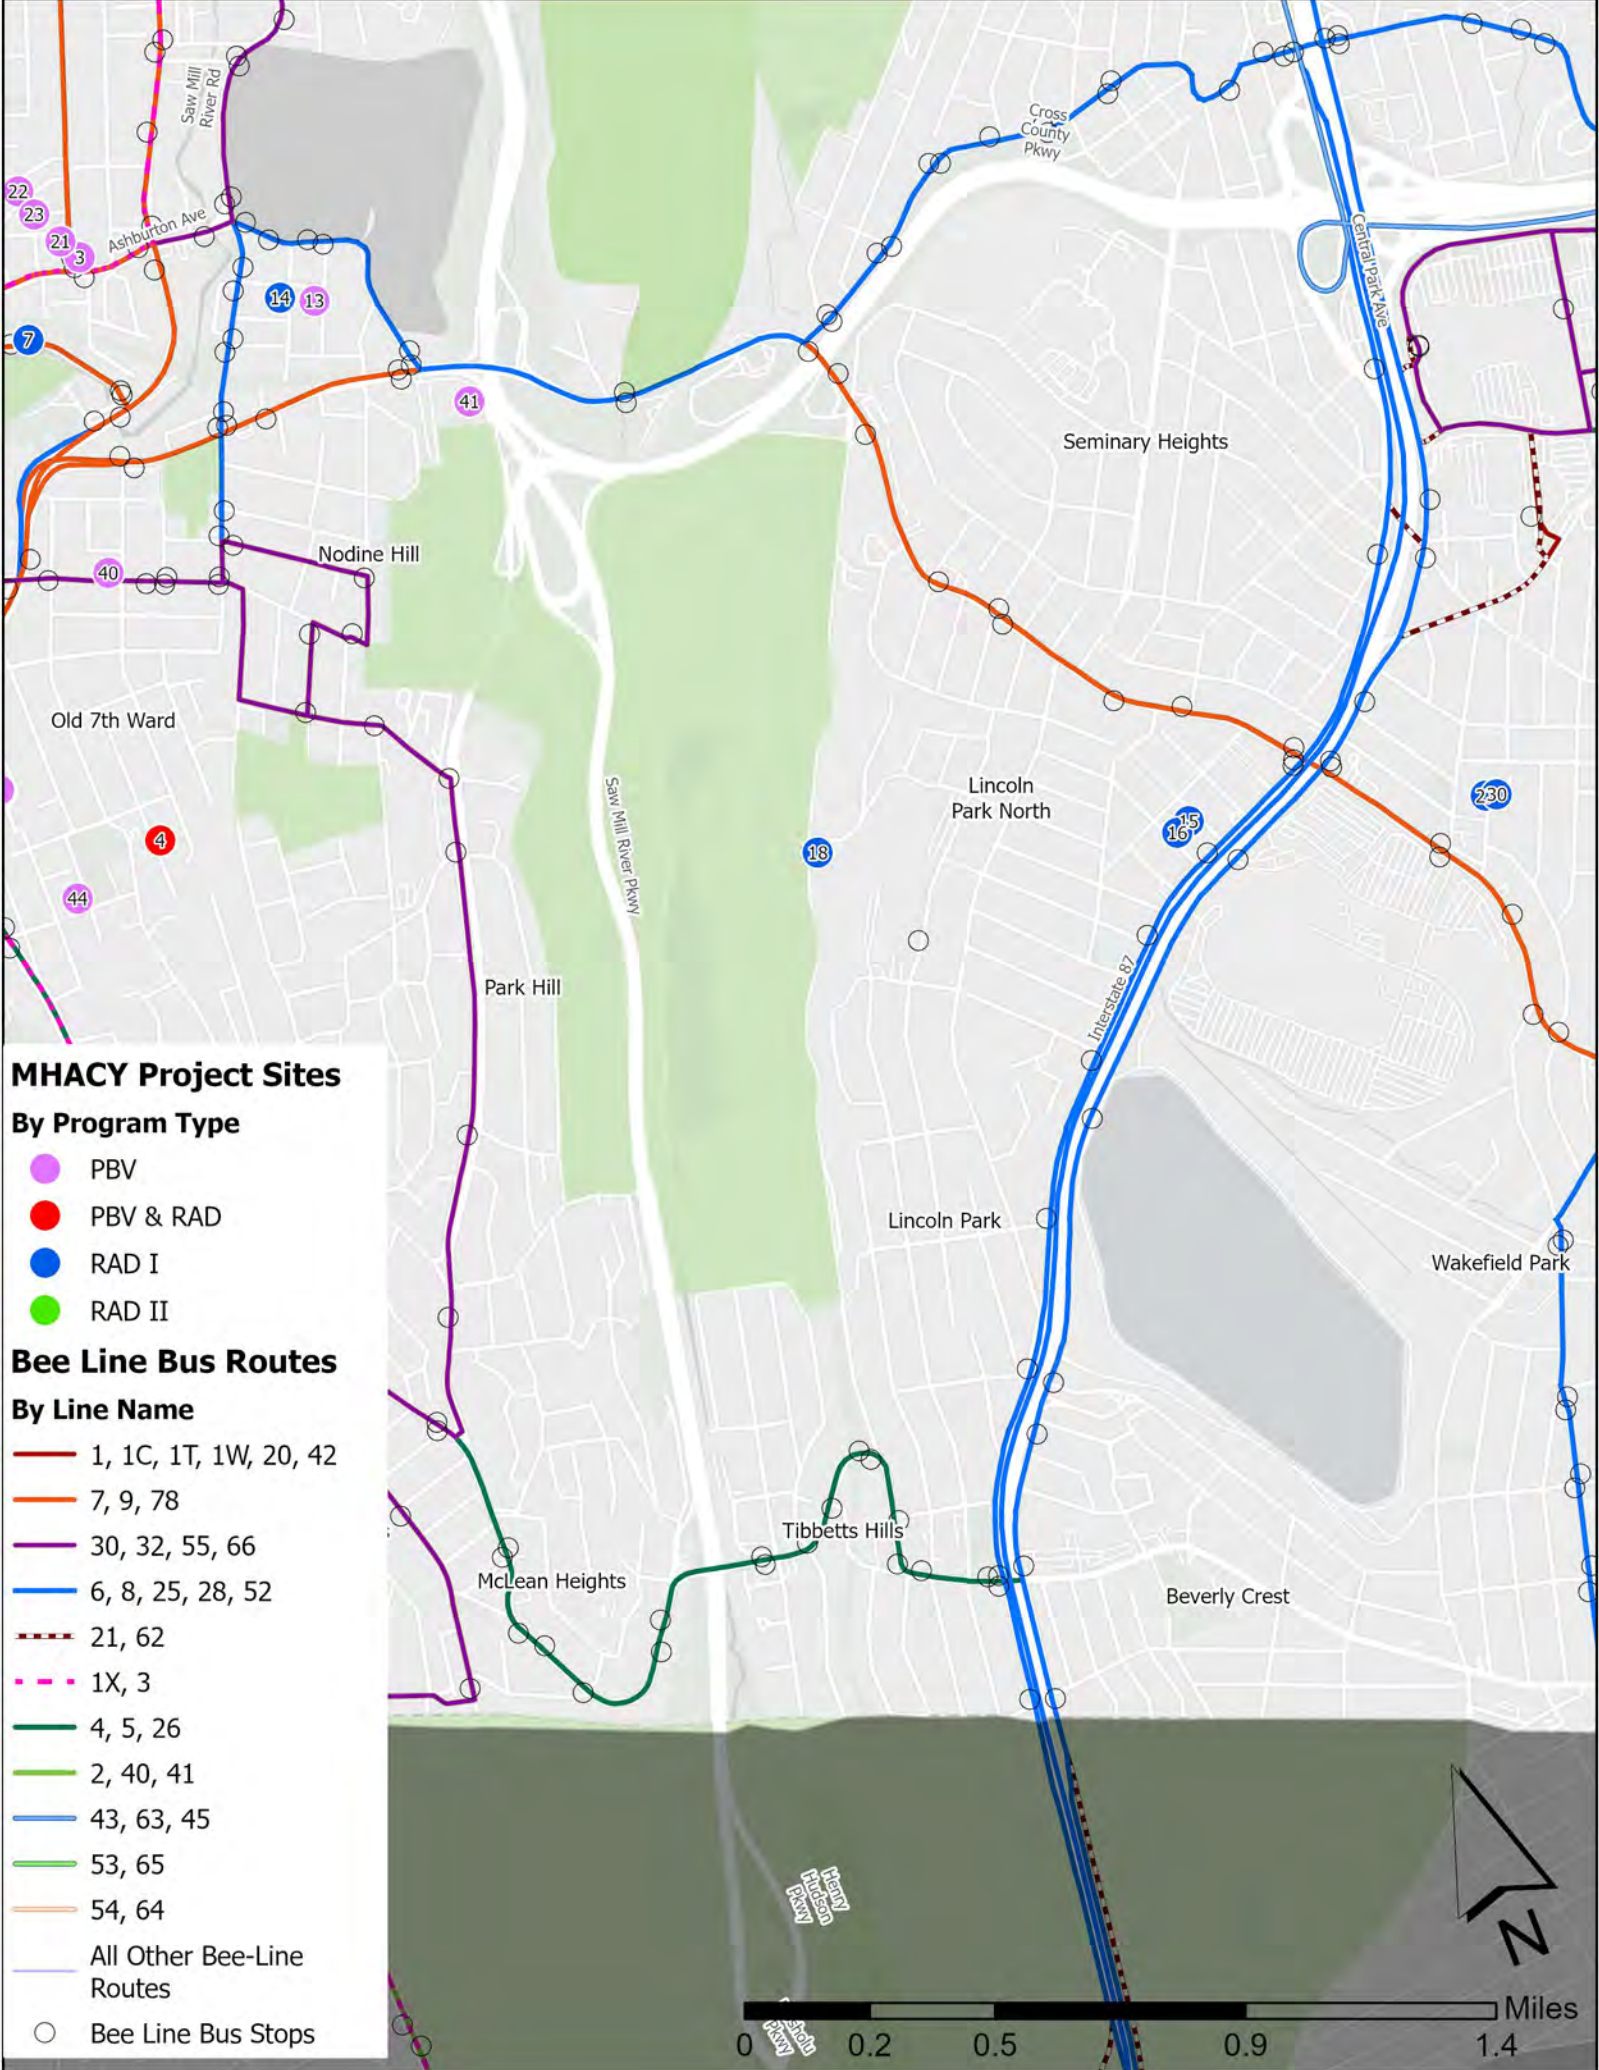 Saw Mill
River Rd
Cross
County
Pkwy
22
23
21
3
Ashburton Ave
Central Park Ave
14
13
7
41
Seminary Heights
Nodine Hill
40
Old 7th Ward
Saw Mill River Pkwy
Lincoln
Park North
15
16
230
4
18
44
Park Hill
Interstate 87
Lincoln Park
Wakefield Park
Tibbetts Hills
McLean Heights
Beverly Crest
Henry
Hudson
Pkwy
Pkwy
MHACY Project Sites
By Program Type
PBV
PBV & RAD
RAD I
RAD II
Bee Line Bus Routes
By Line Name
1, 1C, 1T, 1W, 20, 42
7, 9, 78
30, 32, 55, 66
6, 8, 25, 28, 52
21, 62
1X, 3
4, 5, 26
2, 40, 41
43, 63, 45
53, 65
54, 64
All Other Bee-Line
Routes
Bee Line Bus Stops
N
Miles
0 0.2 0.5 0.9 1.4